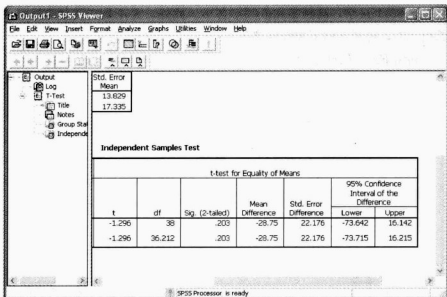 Output1 - SPSS Viewer
File Edit View Insert Format Analyze Graphs Utilities Window Help
Output
Log
T-Test
Title
Notes
Group Stat
Independe
Std. Error
Mean
13.829
17.335
Independent Samples Test
t-test for Equality of Means
95% Confidence
Interval of the
Difference
t df Sig. (2-tailed) Mean Difference Std. Error Difference Lower Upper
-1.296 38 .203 -28.75 22.176 -73.642 16.142
-1.296 36.212 .203 -28.75 22.176 -73.715 16.215
SPSS Processor is ready